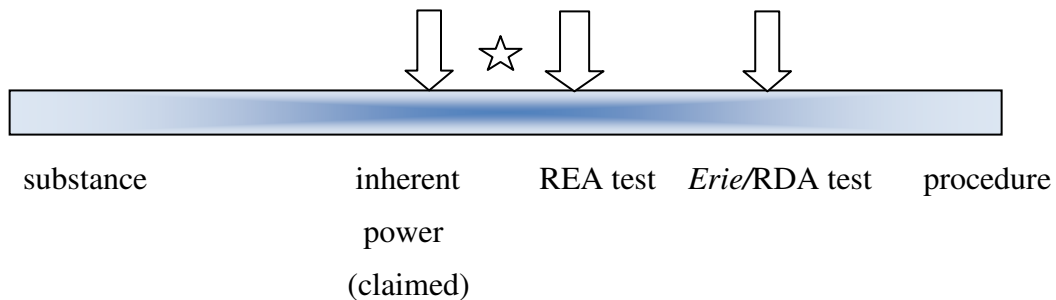 substance inherent REA test Erie/RDA test procedure
power
(claimed)